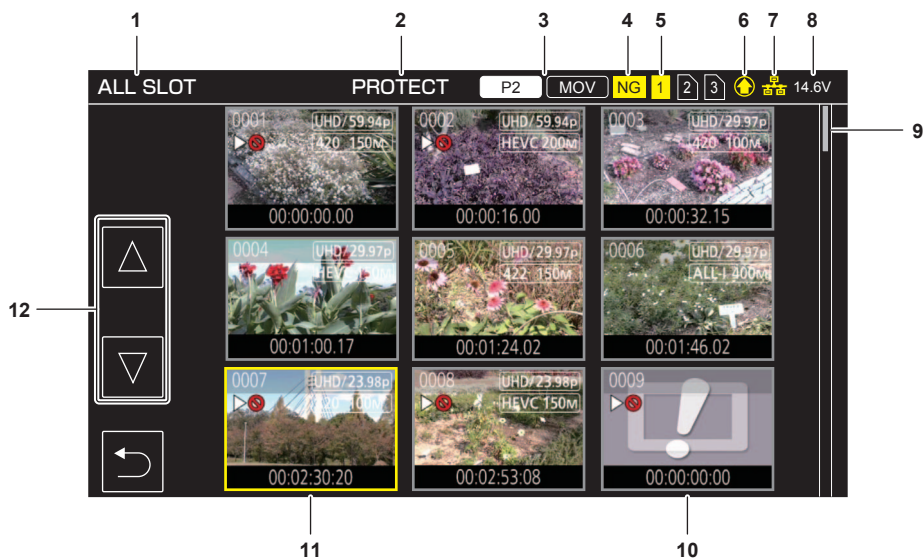 1 2 3 4 5 6 7 8
ALL SLOT PROTECT P2 MOV NG 1 2 3 14.6V
9
0001 UHD/59.94p
420 150M
00:00:00.00
0002 UHD/59.94p
HEVC 200M
00:00:16.00
0003 UHD/29.97p
420 100M
00:00:32.15
12
0004 UHD/29.97p
HEVC 150M
00:01:00.17
0005 UHD/29.97p
422 150M
00:01:24.02
0006 UHD/29.97p
ALL-I 400M
00:01:46.02
0007 UHD/23.98p
420 100M
00:02:30:20
0008 UHD/23.98p
HEVC 150M
00:02:53:08
0009
00:00:00:00
11 10